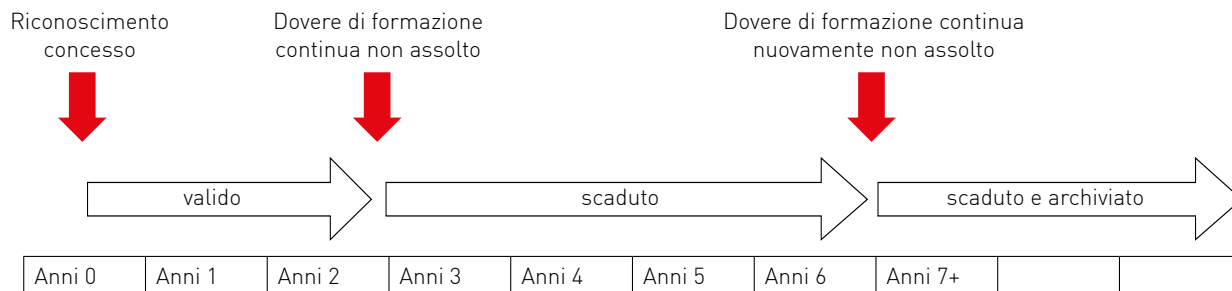 Riconoscimento
concesso
Dovere di formazione
continua non assolto
Dovere di formazione continua
nuovamente non assolto
valido
scaduto
scaduto e archiviato
Anni 0
Anni 1
Anni 2
Anni 3
Anni 4
Anni 5
Anni 6
Anni 7+